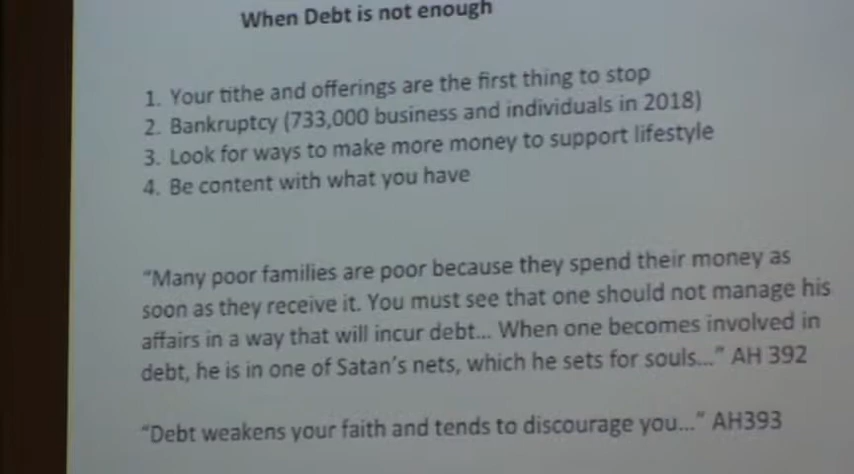 When Debt is not enough
1. Your tithe and offerings are the first thing to stop
2. Bankruptcy (733,000 business and individuals in 2018)
3. Look for ways to make more money to support lifestyle
4. Be content with what you have
“Many poor families are poor because they spend their money as
soon as they receive it. You must see that one should not manage his
affairs in a way that will incur debt... When one becomes involved in
debt, he is in one of Satan’s nets, which he sets for souls...” AH 392
“Debt weakens your faith and tends to discourage you...” AH393